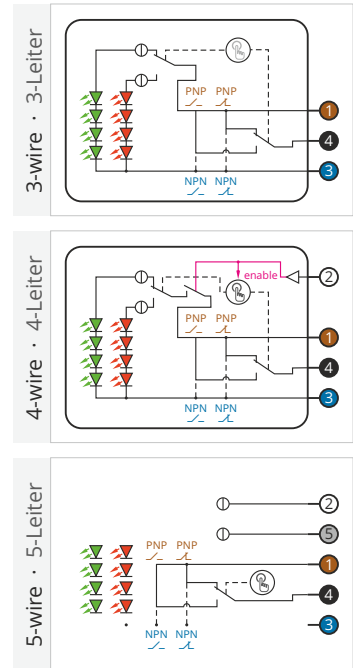 3-wire · 3-Leiter
PNP PNP
1
4
3
NPN NPN
4-wire · 4-Leiter
enable
2
PNP PNP
1
4
3
NPN NPN
5-wire · 5-Leiter
2
5
PNP PNP
1
4
3
NPN NPN